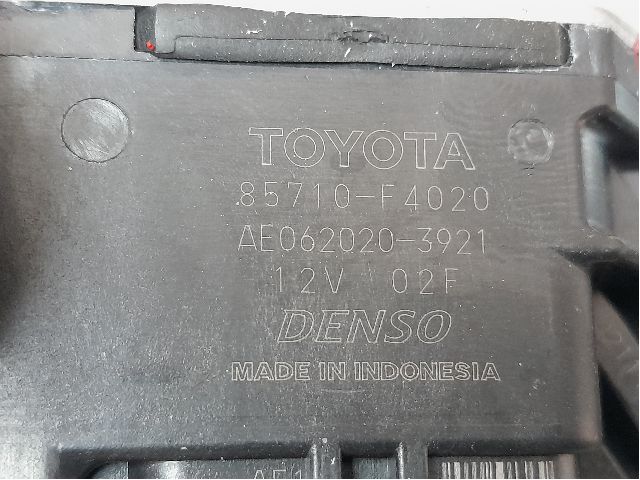 TOYOTA
85710-F4020
AE062020-3921
12V 02F
DENSO
MADE IN INDONESIA